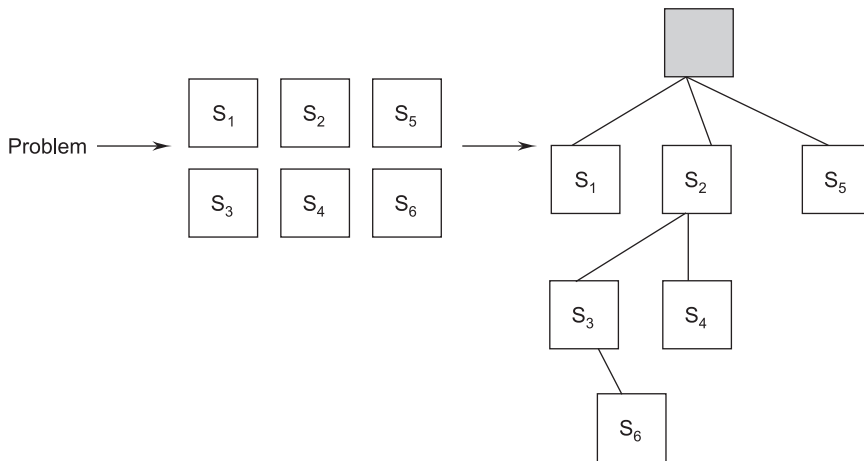 Problem
S₁ S₂ S₅
S₃ S₄ S₆
S₁ S₂ S₅
S₃ S₄
S₆